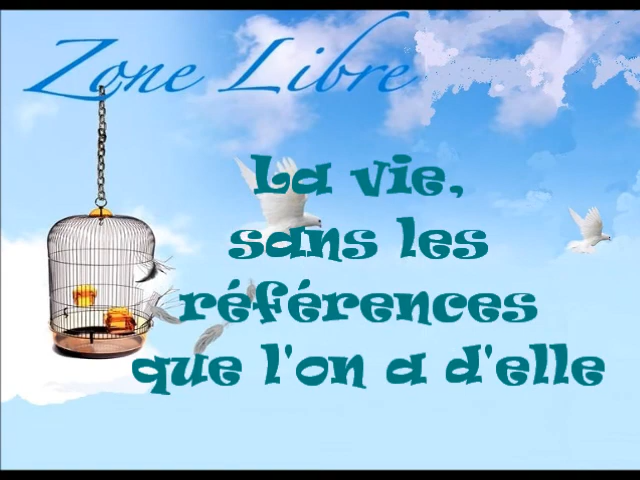 Zone Libre
La vie,
sans les
références
que l'on a d'elle